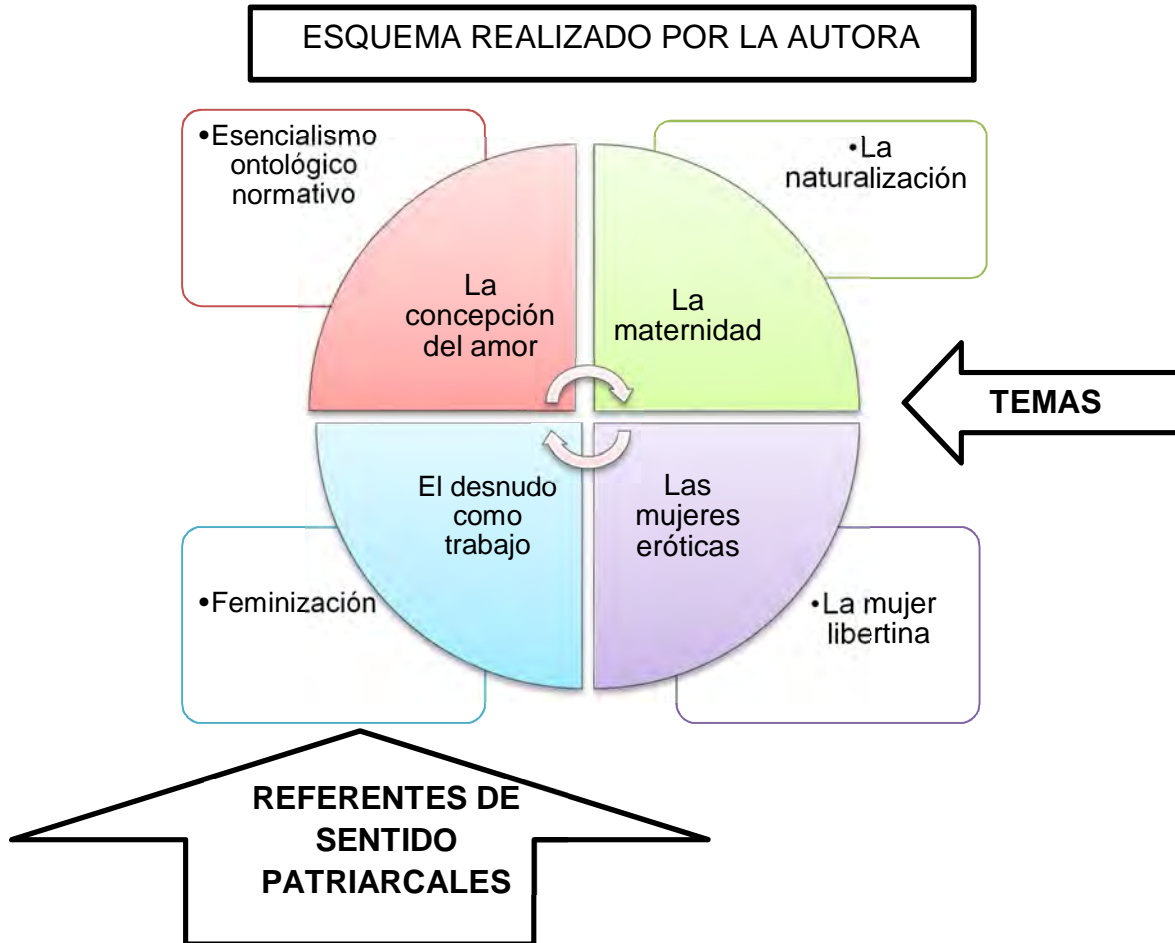 ESQUEMA REALIZADO POR LA AUTORA
•Esencialismo
ontológico
normativo
•La
naturalización
La
concepción
del amor
La
maternidad
TEMAS
El desnudo
como
trabajo
Las
mujeres
eróticas
•Feminización
•La mujer
libertina
REFERENTES DE
SENTIDO
PATRIARCALES